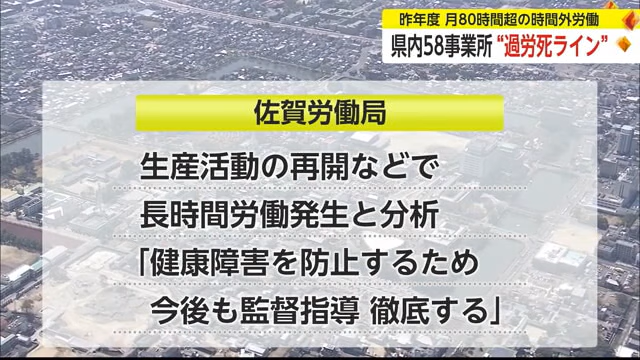 昨年度 月80時間超の時間外労働
県内58事業所 “過労死ライン”
佐賀労働局
生産活動の再開などで
長時間労働発生と分析
「健康障害を防止するため
今後も監督指導 徹底する」